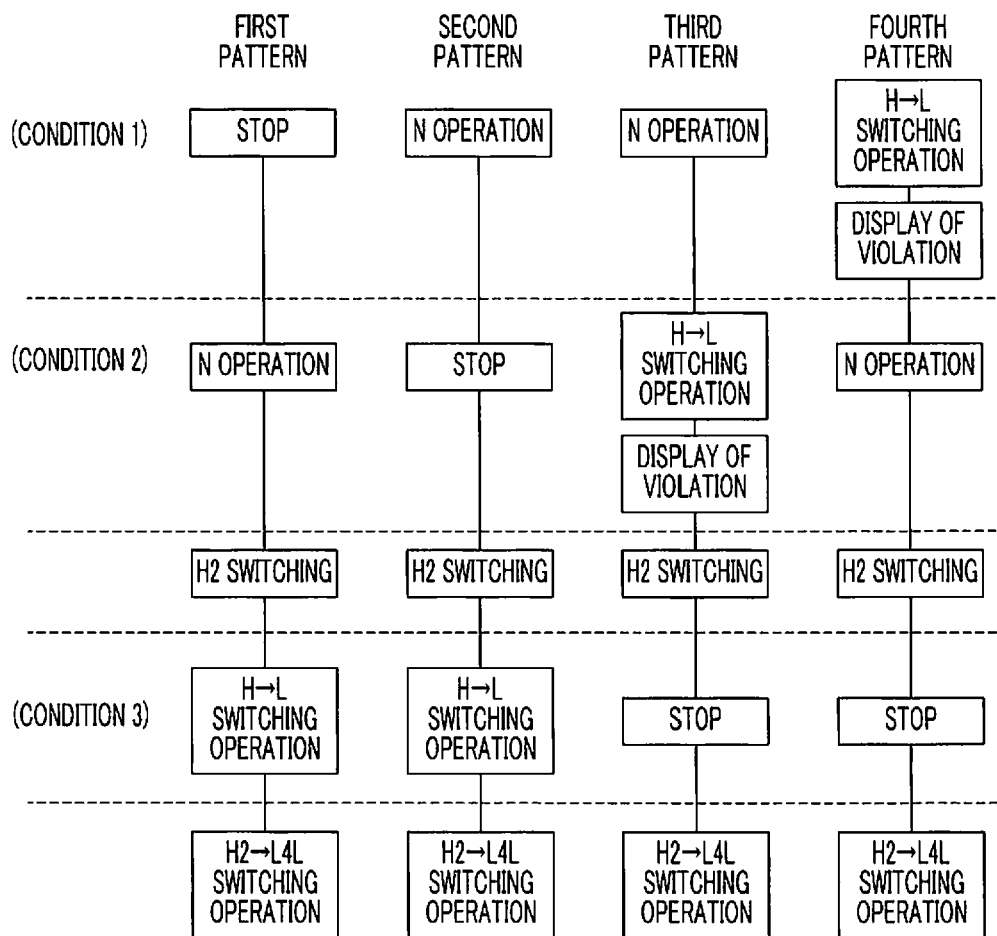 FIRST
PATTERN
SECOND
PATTERN
THIRD
PATTERN
FOURTH
PATTERN
(CONDITION 1)
STOP
N OPERATION
N OPERATION
H→L
SWITCHING
OPERATION
DISPLAY OF
VIOLATION
(CONDITION 2)
N OPERATION
STOP
H→L
SWITCHING
OPERATION
DISPLAY OF
VIOLATION
N OPERATION
H2 SWITCHING
H2 SWITCHING
H2 SWITCHING
H2 SWITCHING
(CONDITION 3)
H→L
SWITCHING
OPERATION
H→L
SWITCHING
OPERATION
STOP
STOP
H2→L4L
SWITCHING
OPERATION
H2→L4L
SWITCHING
OPERATION
H2→L4L
SWITCHING
OPERATION
H2→L4L
SWITCHING
OPERATION